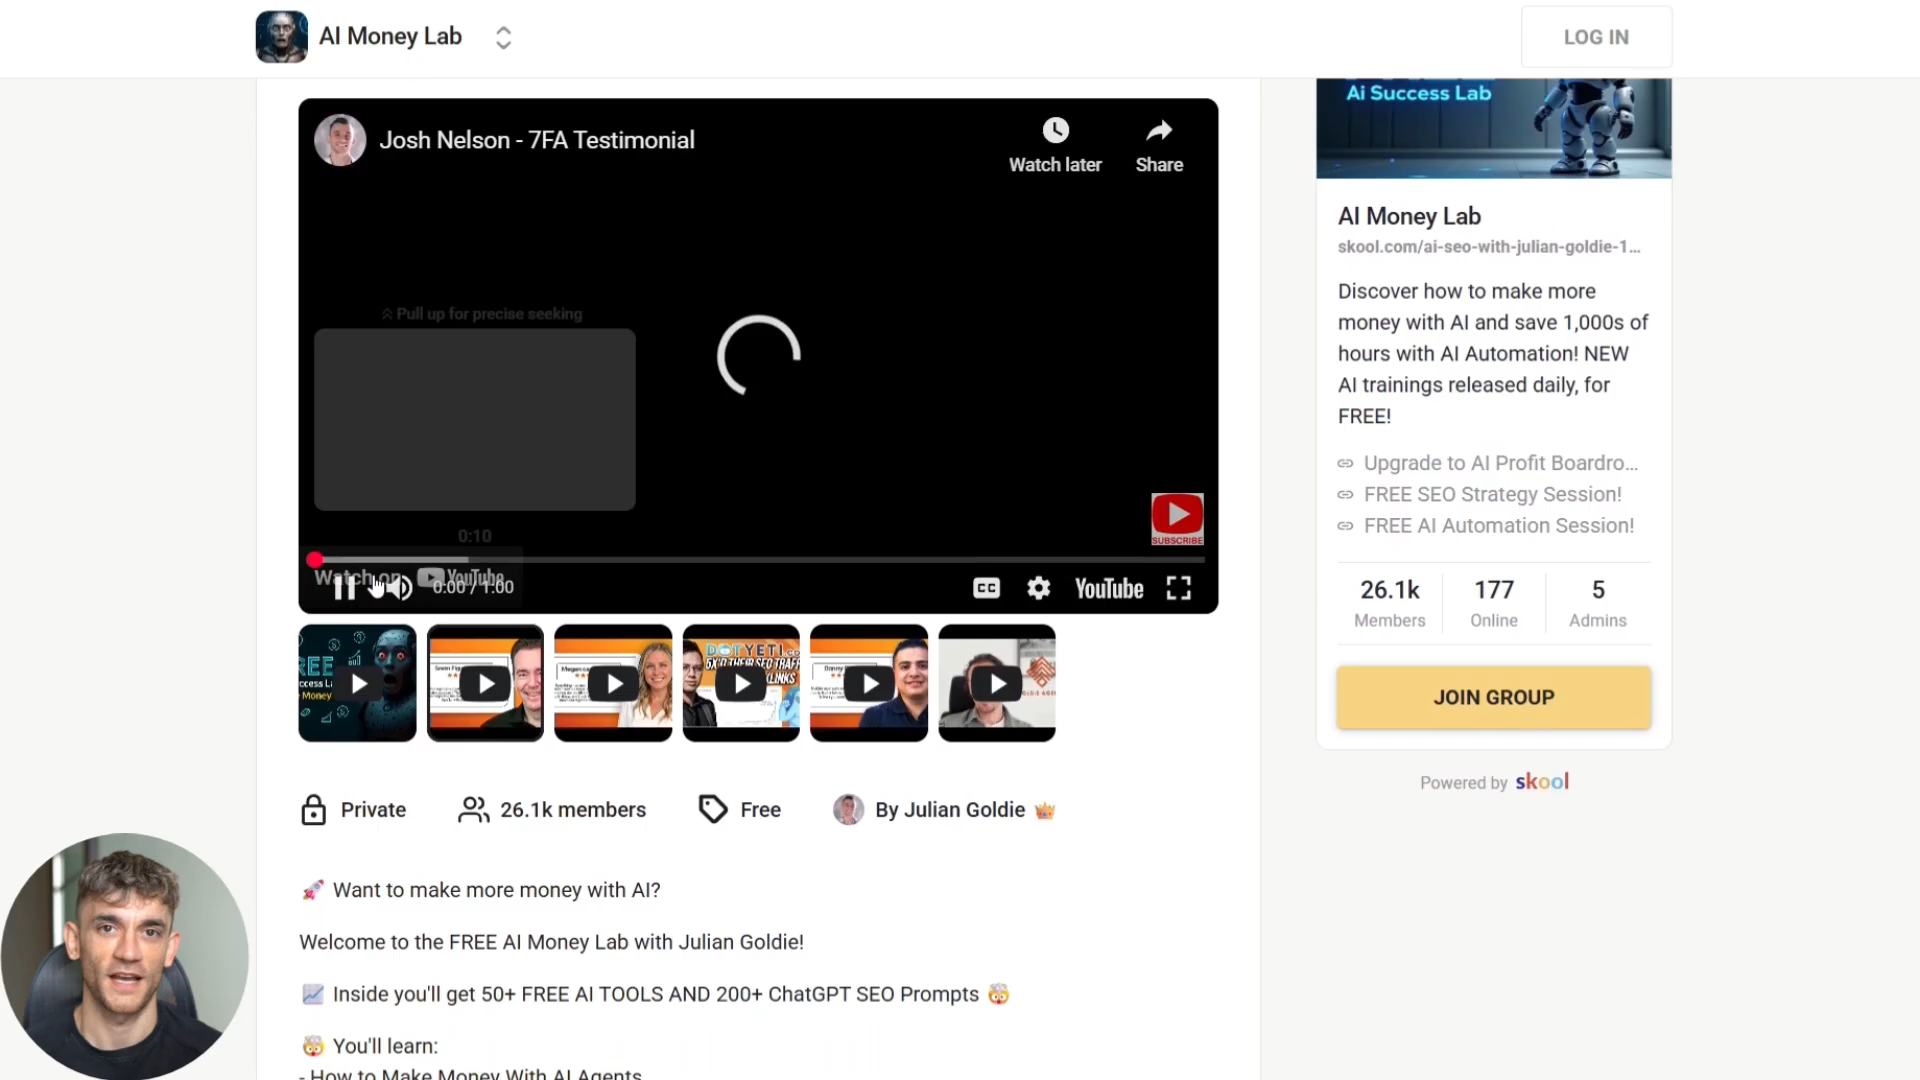 AI Money Lab
LOG IN
Josh Nelson - 7FA Testimonial
Watch later
Share
Pull up for precise seeking
0:10
SUBSCRIBE
Watch on YouTube
0:00 / 1:00
CC
YouTube
Private
26.1k members
Free
By Julian Goldie
Want to make more money with AI?
Welcome to the FREE AI Money Lab with Julian Goldie!
Inside you'll get 50+ FREE AI TOOLS AND 200+ ChatGPT SEO Prompts
You'll learn:
- How to Make Money With AI Agents
Ai Success Lab
AI Money Lab
skool.com/ai-seo-with-julian-goldie-1...
Discover how to make more
money with AI and save 1,000s of
hours with AI Automation! NEW
AI trainings released daily, for
FREE!
Upgrade to AI Profit Boardro...
FREE SEO Strategy Session!
FREE AI Automation Session!
26.1k
Members
177
Online
5
Admins
JOIN GROUP
Powered by skool